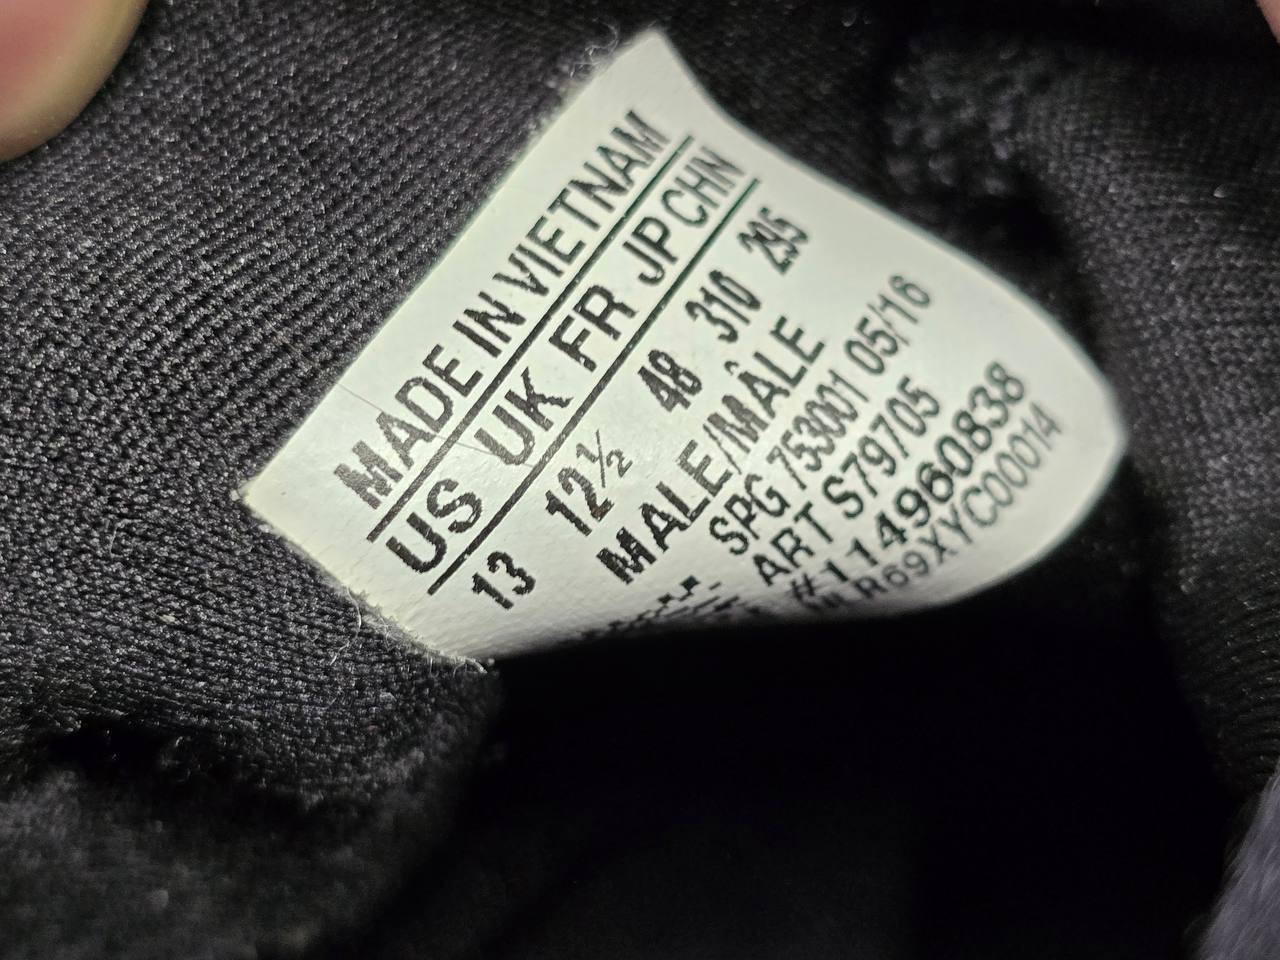 MADE IN VIETNAM
US UK FR JP CHN
13 12½ 48 310 295
MALE/MÂLE
SPG 753001 05/16
ART S79705
#114960838